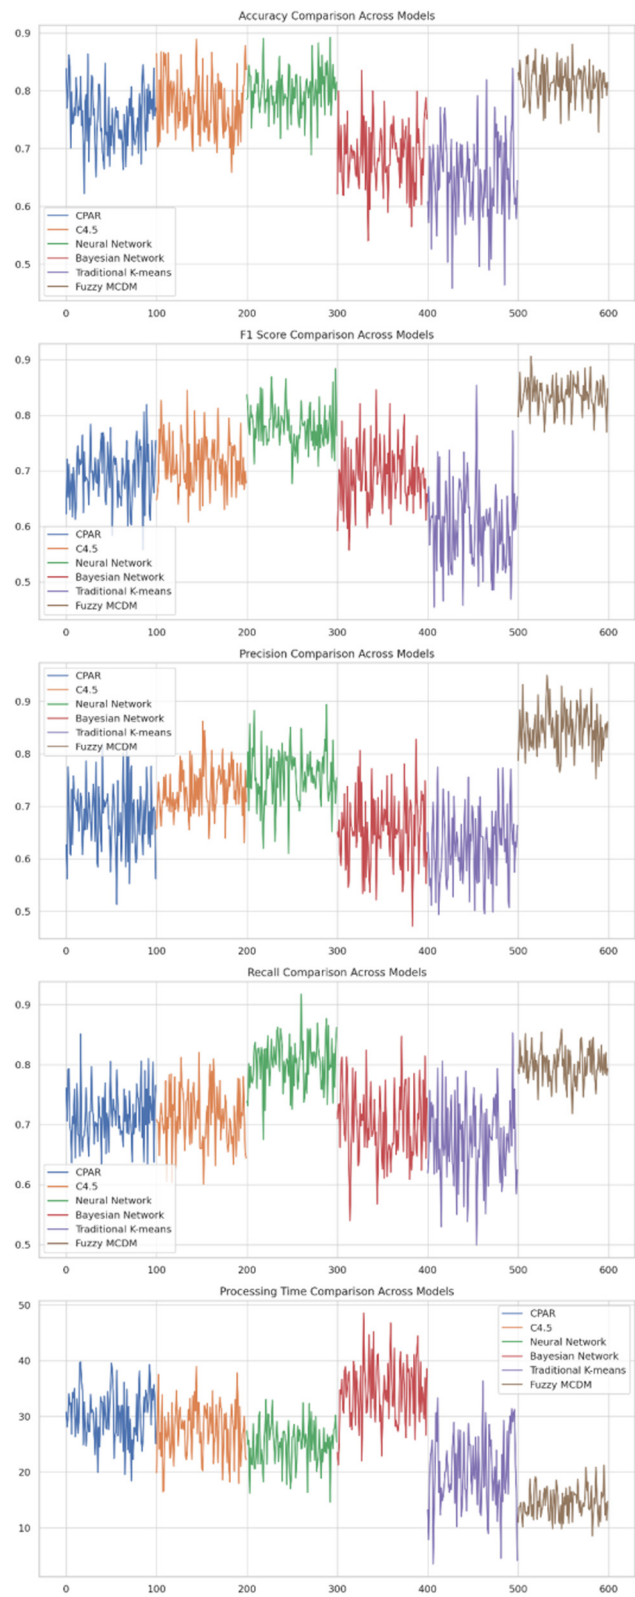 Accuracy Comparison Across Models
0.9
0.8
0.7
0.6
0.5
CPAR
C4.5
Neural Network
Bayesian Network
Traditional K-means
Fuzzy MCDM
0 100 200 300 400 500 600
F1 Score Comparison Across Models
0.9
0.8
0.7
0.6
0.5
CPAR
C4.5
Neural Network
Bayesian Network
Traditional K-means
Fuzzy MCDM
0 100 200 300 400 500 600
Precision Comparison Across Models
CPAR
C4.5
Neural Network
Bayesian Network
Traditional K-means
Fuzzy MCDM
0.9
0.8
0.7
0.6
0.5
0 100 200 300 400 500 600
Recall Comparison Across Models
0.9
0.8
0.7
0.6
0.5
CPAR
C4.5
Neural Network
Bayesian Network
Traditional K-means
Fuzzy MCDM
0 100 200 300 400 500 600
Processing Time Comparison Across Models
50
40
30
20
10
CPAR
C4.5
Neural Network
Bayesian Network
Traditional K-means
Fuzzy MCDM
0 100 200 300 400 500 600